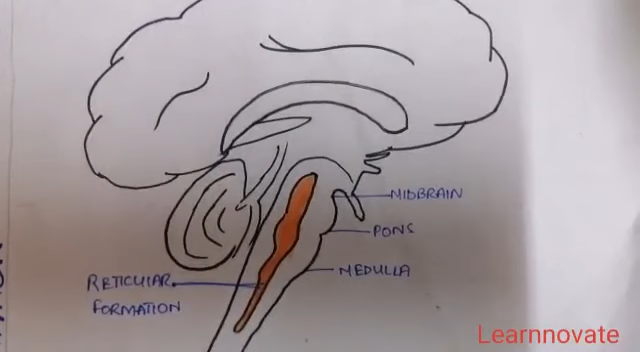 MIDBRAIN
PONS
MEDULLA
RETICULAR
FORMATION
Learnnovate